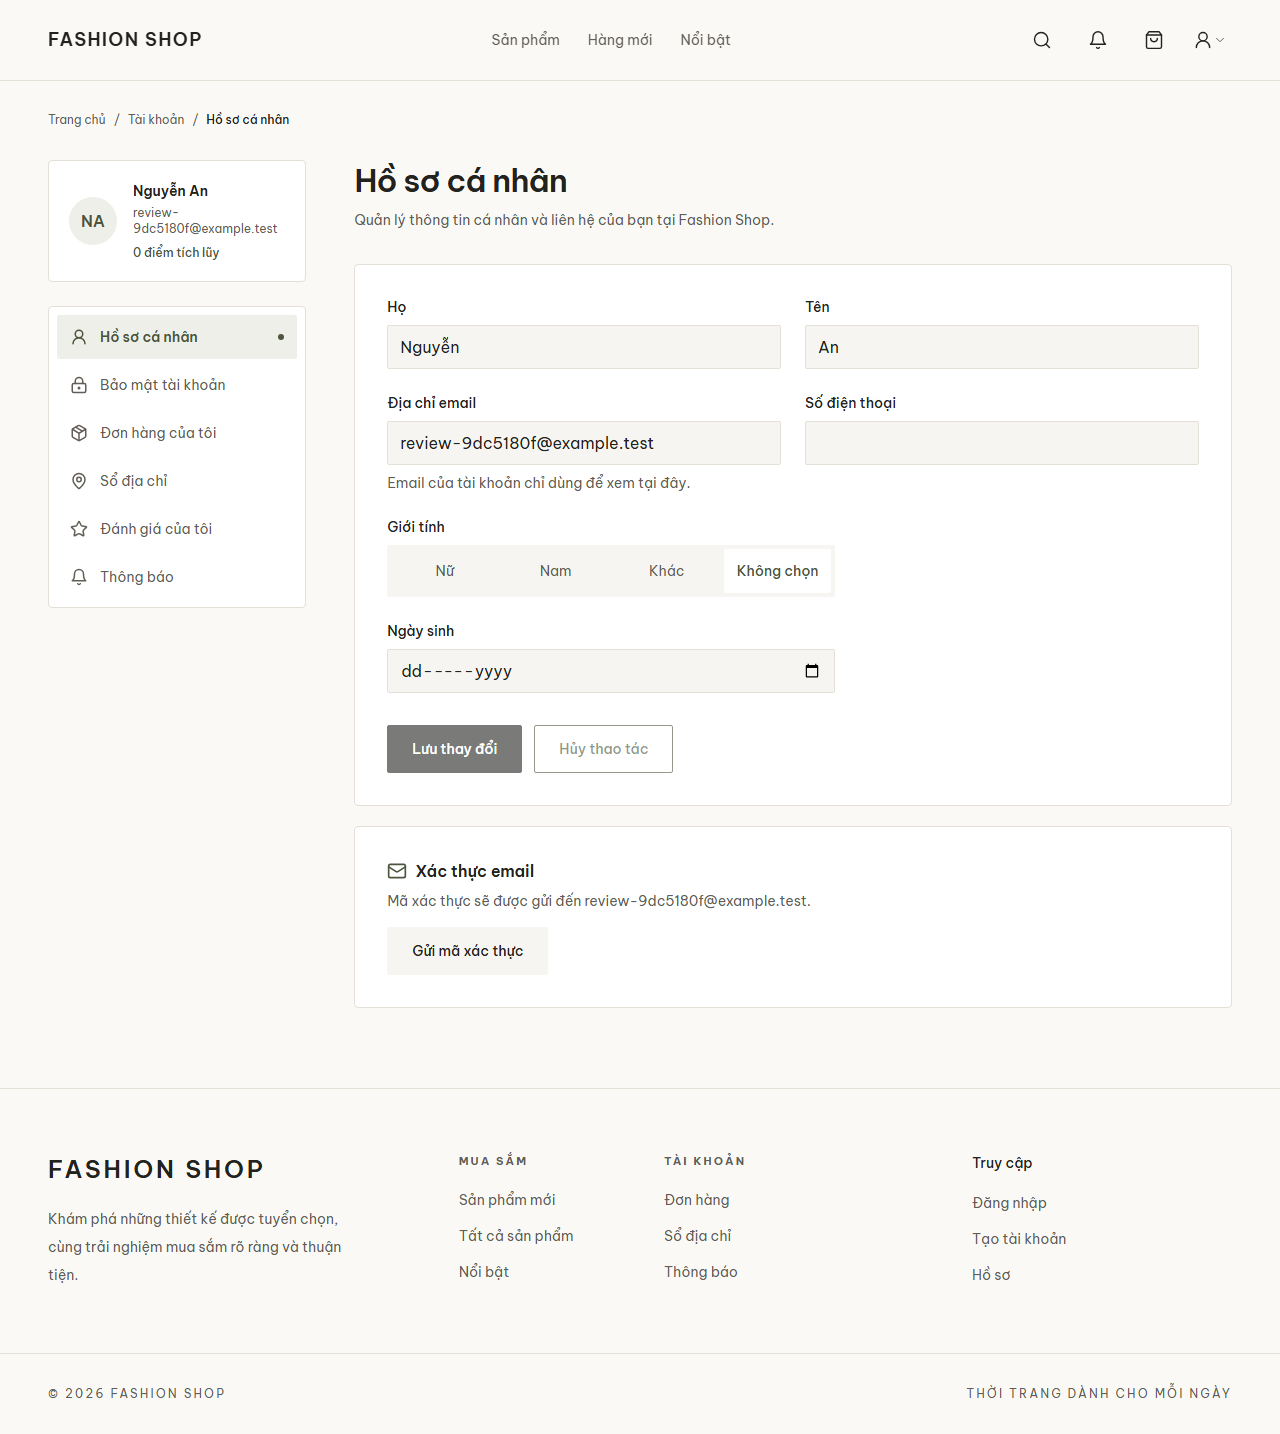 FASHION SHOP
Sản phẩm
Hàng mới
Nổi bật
Trang chủ / Tài khoản / Hồ sơ cá nhân
NA
Nguyễn An
review-
9dc5180f@example.test
0 điểm tích lũy
Hồ sơ cá nhân
Bảo mật tài khoản
Đơn hàng của tôi
Sổ địa chỉ
Đánh giá của tôi
Thông báo
Hồ sơ cá nhân
Quản lý thông tin cá nhân và liên hệ của bạn tại Fashion Shop.
Họ
Nguyễn
Tên
An
Địa chỉ email
review-9dc5180f@example.test
Email của tài khoản chỉ dùng để xem tại đây.
Số điện thoại
Giới tính
Nữ
Nam
Khác
Không chọn
Ngày sinh
dd-----yyyy
Lưu thay đổi
Hủy thao tác
Xác thực email
Mã xác thực sẽ được gửi đến review-9dc5180f@example.test.
Gửi mã xác thực
FASHION SHOP
Khám phá những thiết kế được tuyển chọn,
cùng trải nghiệm mua sắm rõ ràng và thuận
tiện.
MUA SẮM
Sản phẩm mới
Tất cả sản phẩm
Nổi bật
TÀI KHOẢN
Đơn hàng
Sổ địa chỉ
Thông báo
Truy cập
Đăng nhập
Tạo tài khoản
Hồ sơ
© 2026 FASHION SHOP
THỜI TRANG DÀNH CHO MỖI NGÀY